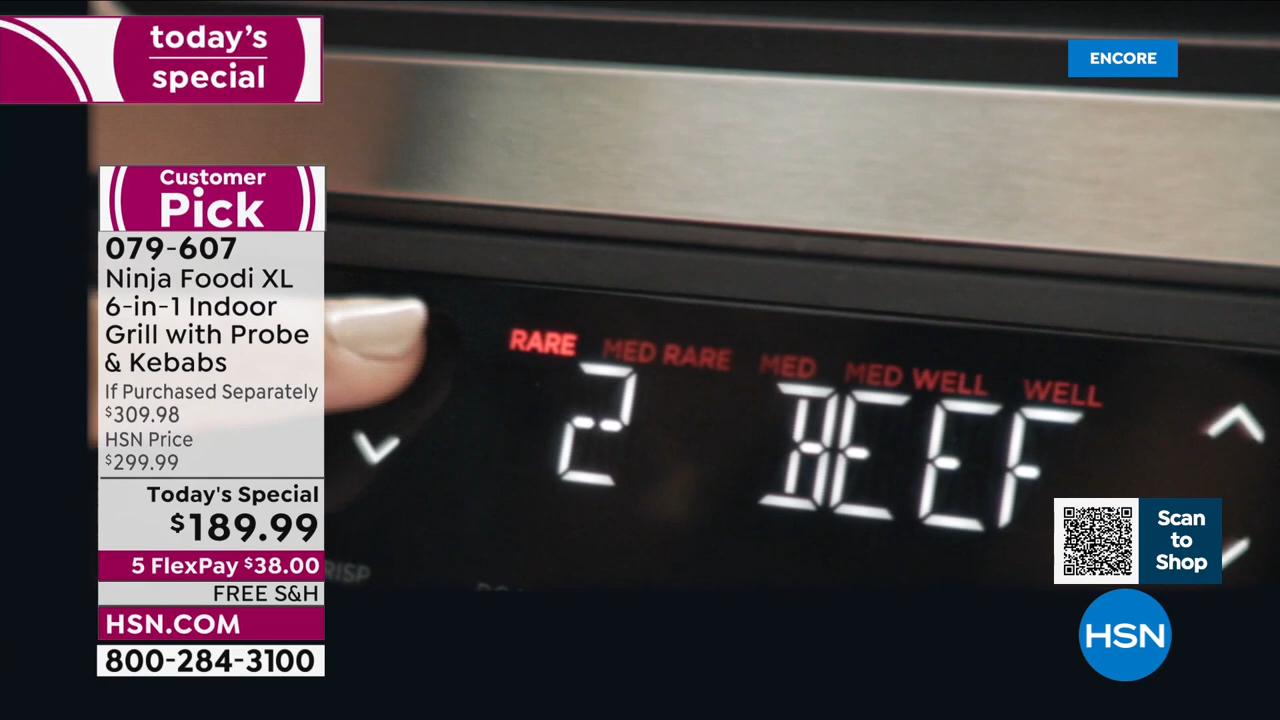 today's
special
ENCORE
Customer
Pick
079-607
Ninja Foodi XL
6-in-1 Indoor
Grill with Probe
& Kebabs
If Purchased Separately
$309.98
HSN Price
$299.99
Today's Special
$189.99
5 FlexPay $38.00
FREE S&H
HSN.COM
800-284-3100
RARE MED RARE MED MED WELL WELL
2 BEEF
RISP
Scan
to
Shop
HSN